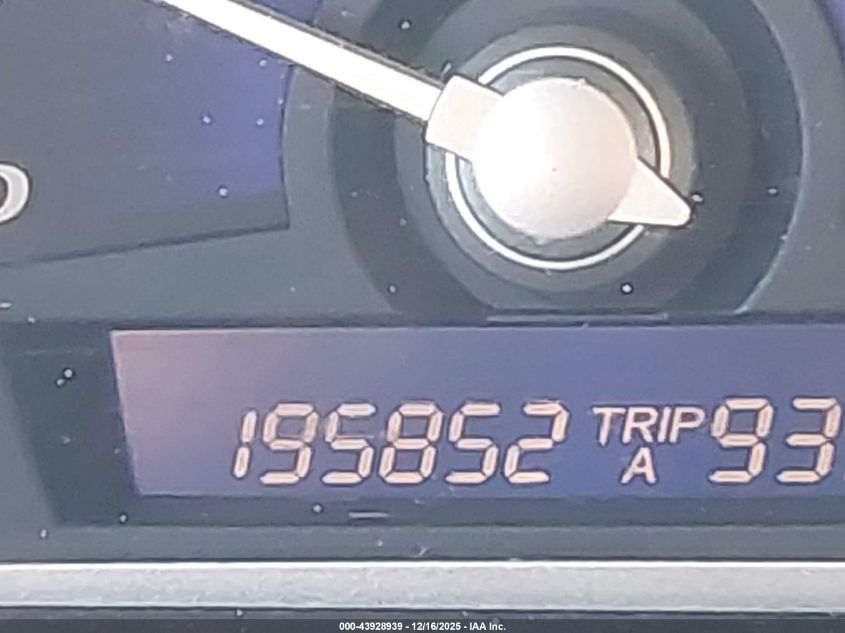 195852 TRIP A 93
000-43928939 - 12/16/2025 - IAA Inc.